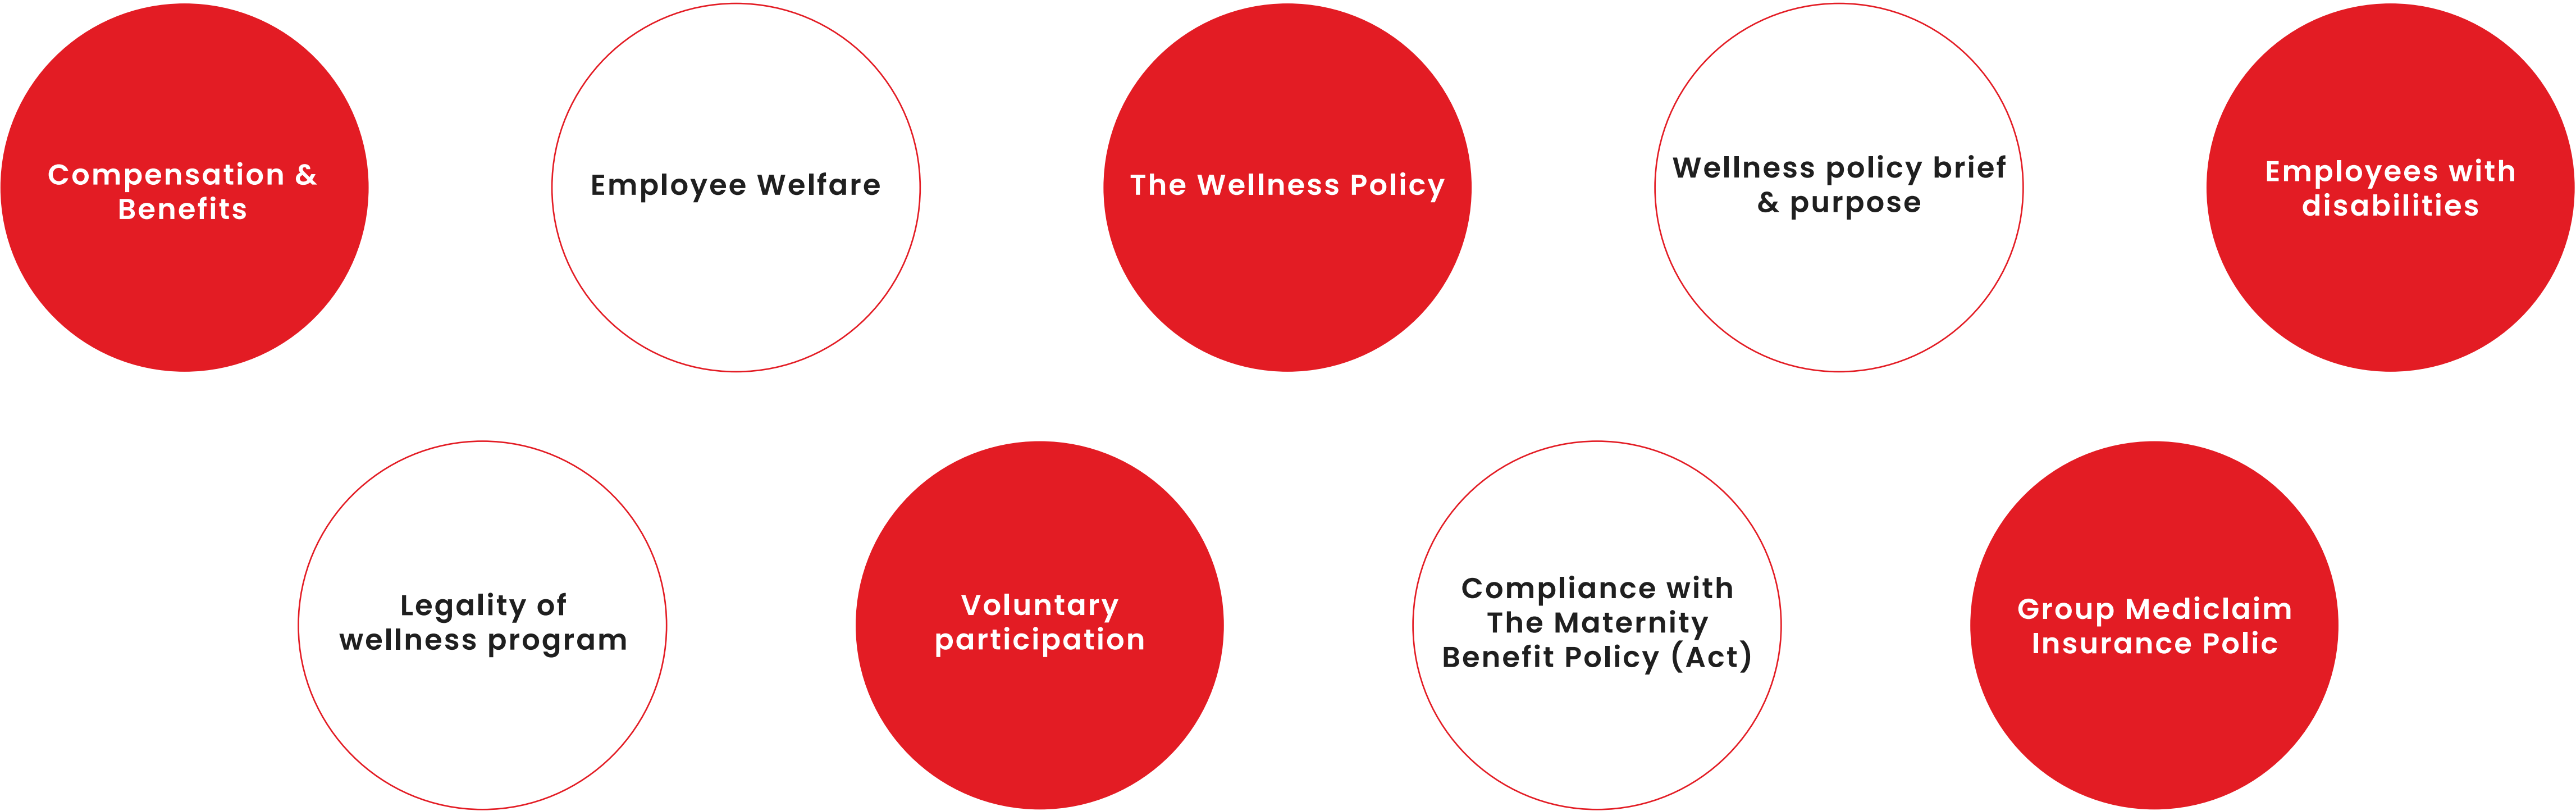 Compensation &
Benefits
Employee Welfare
The Wellness Policy
Wellness policy brief
& purpose
Employees with
disabilities
Legality of
wellness program
Voluntary
participation
Compliance with
The Maternity
Benefit Policy (Act)
Group Mediclaim
Insurance Polic